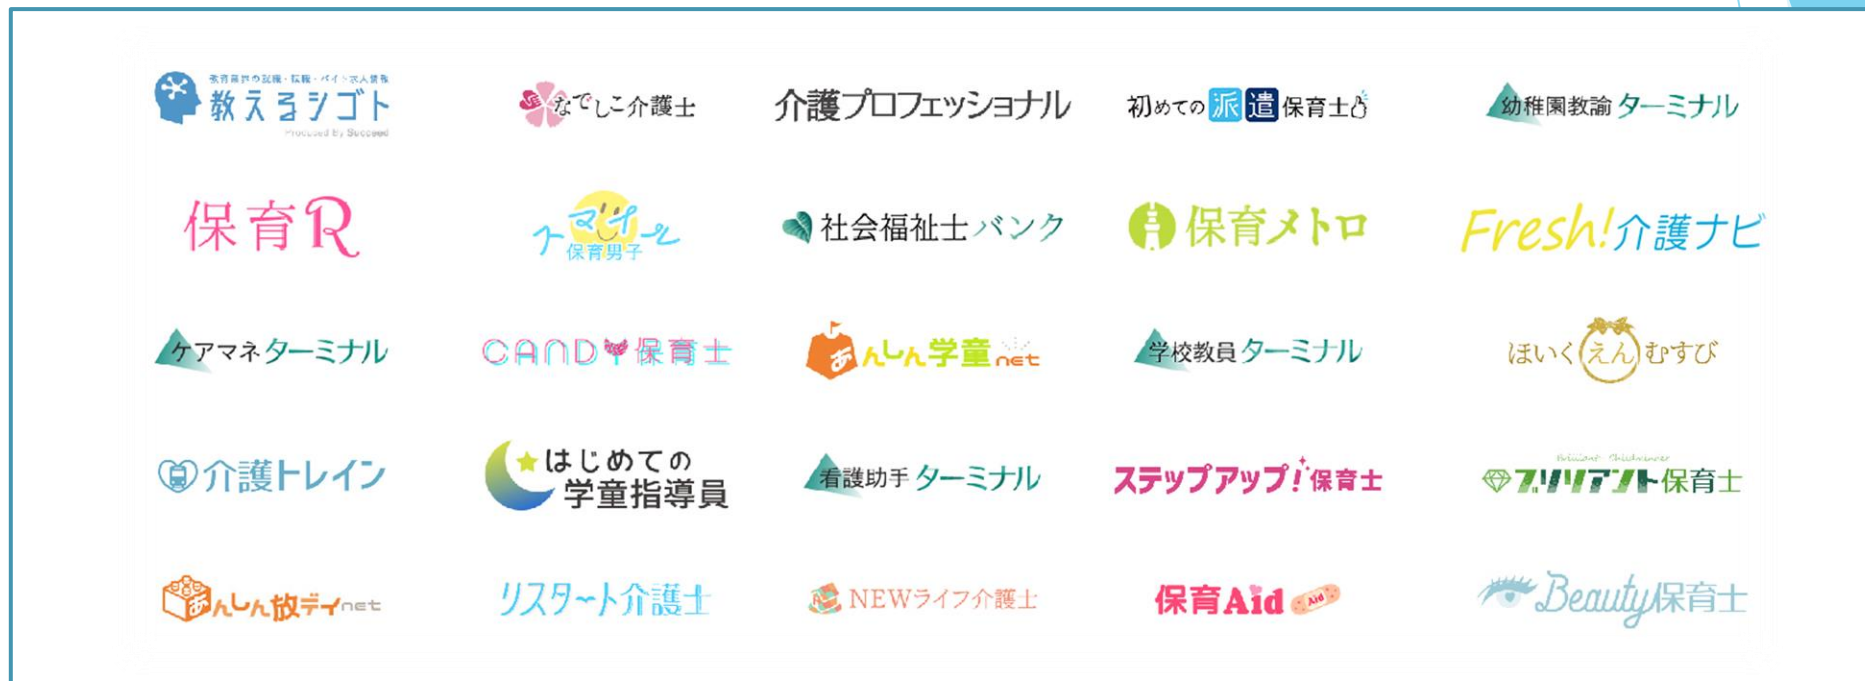 教育業界の就職・転職・バイト求人情報
教えるシゴト
Produced By Succeed
なでしこ介護士
介護プロフェッショナル
初めての派遣保育士
幼稚園教諭ターミナル
保育R
スマイル
保育男子
社会福祉士バンク
保育メトロ
Fresh!介護ナビ
ケアマネターミナル
CANDY保育士
あんしん学童net
学校教員ターミナル
ほいくえんむすび
介護トレイン
はじめての
学童指導員
看護助手ターミナル
ステップアップ!保育士
ブリリアント保育士
あんしん放デイnet
リスタート介護士
NEWライフ介護士
保育Aid Aid
Beauty保育士